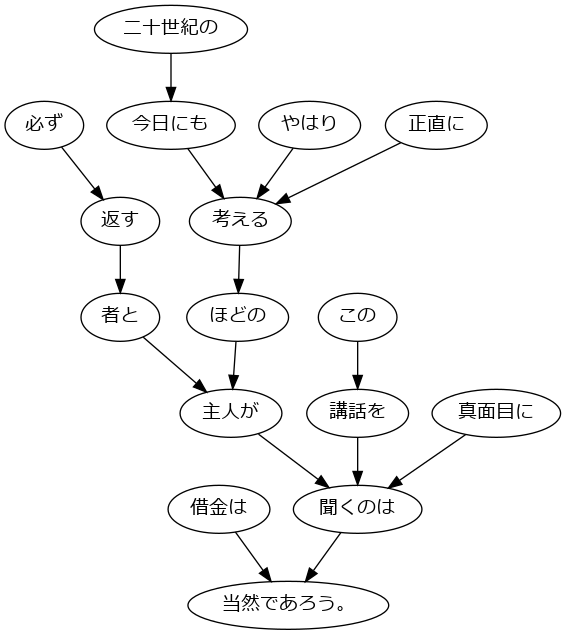 二十世紀の
必ず
今日にも
やはり
正直に
返す
考える
者と
ほどの
この
主人が
講話を
真面目に
借金は
聞くのは
当然であろう。